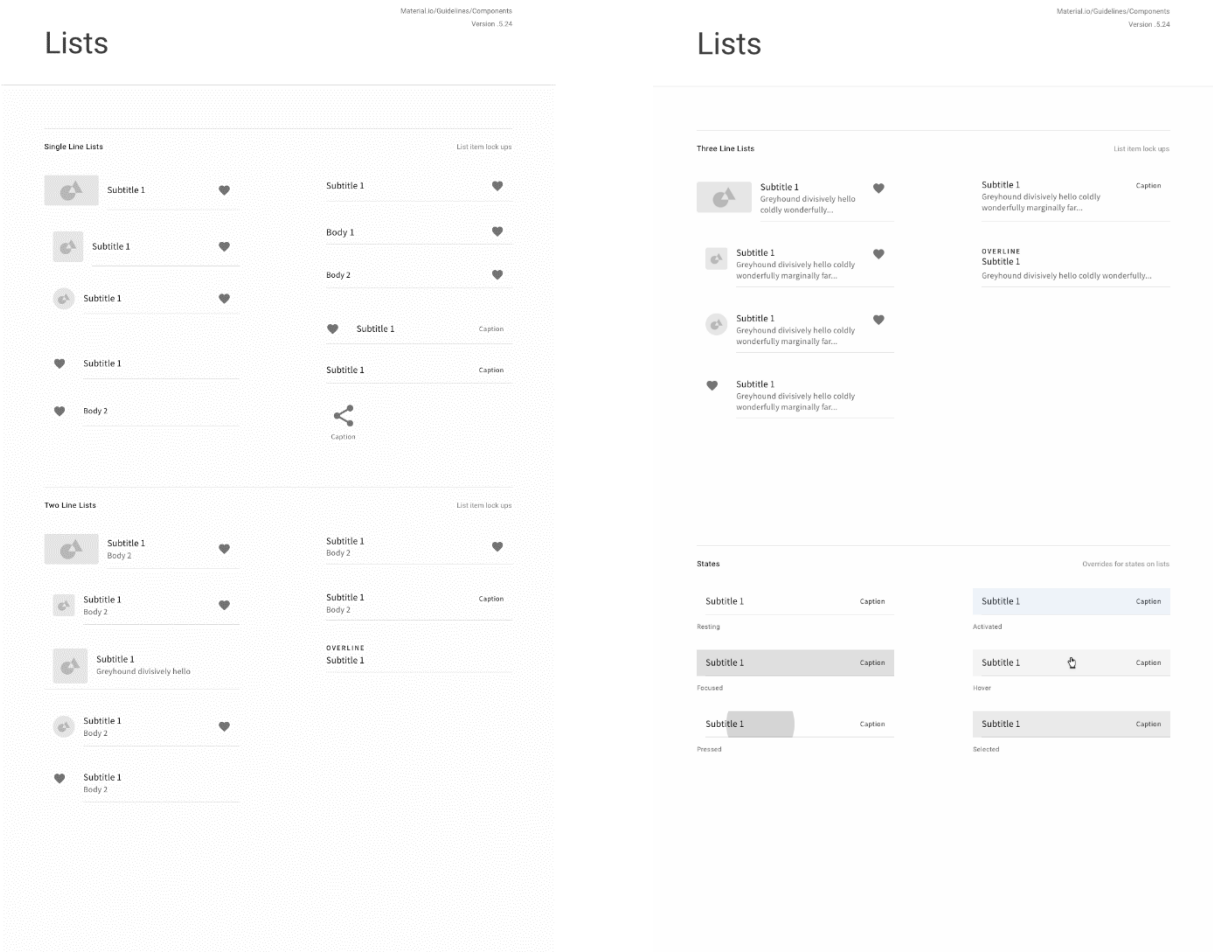 Material.io/Guidelines/Components
Version .5.24
Lists
Single Line Lists
List item lock ups
Subtitle 1
Subtitle 1
Subtitle 1
Subtitle 1
Body 2
Subtitle 1
Body 1
Body 2
Subtitle 1 Caption
Subtitle 1 Caption
Caption
Two Line Lists
List item lock ups
Subtitle 1
Body 2
Subtitle 1
Body 2
Subtitle 1
Greyhound divisively hello
Subtitle 1
Body 2
Subtitle 1
Body 2
Subtitle 1
Body 2
Subtitle 1 Caption
Body 2
OVERLINE
Subtitle 1
Material.io/Guidelines/Components
Version .5.24
Lists
Three Line Lists
List item lock ups
Subtitle 1
Greyhound divisively hello
coldly wonderfully...
Subtitle 1
Greyhound divisively hello coldly
wonderfully marginally far...
Subtitle 1
Greyhound divisively hello coldly
wonderfully marginally far...
Subtitle 1
Greyhound divisively hello coldly
wonderfully marginally far...
Subtitle 1 Caption
Greyhound divisively hello coldly
wonderfully marginally far...
OVERLINE
Subtitle 1
Greyhound divisively hello coldly wonderfully...
States
Overrides for states on lists
Subtitle 1 Caption
Resting
Subtitle 1 Caption
Activated
Subtitle 1 Caption
Focused
Subtitle 1 Caption
Hover
Subtitle 1 Caption
Pressed
Subtitle 1 Caption
Selected